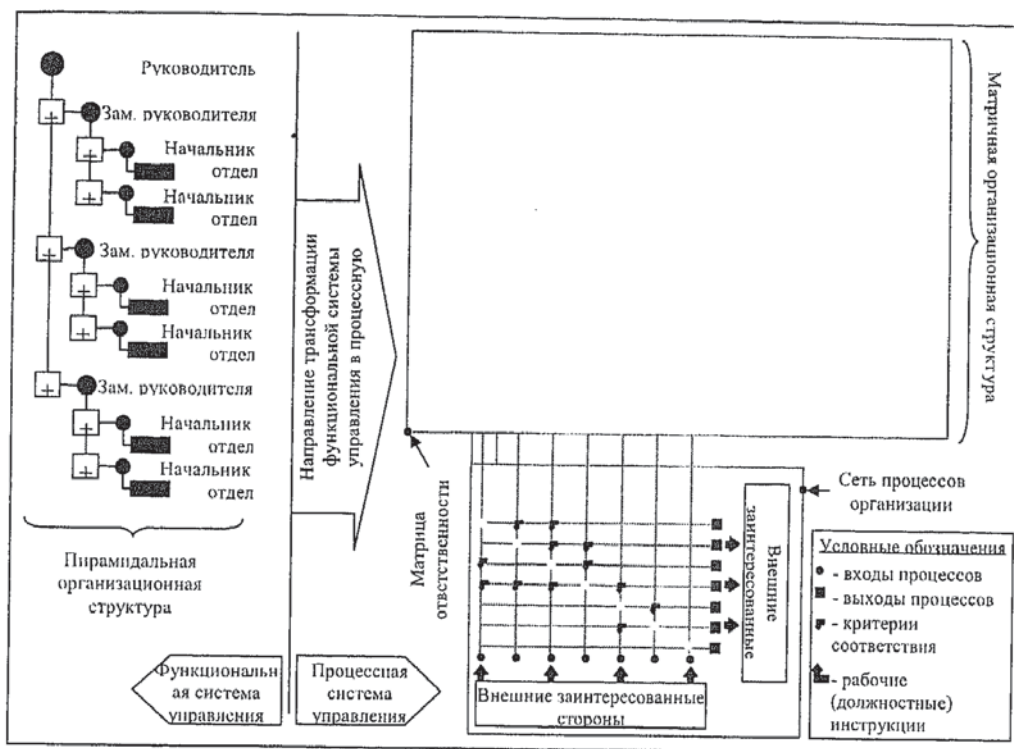 Руководитель
Зам. руководителя
Начальник
отдел
Начальник
отдел
Зам. руководителя
Начальник
отдел
Начальник
отдел
Зам. руководителя
Начальник
отдел
Начальник
отдел
Пирамидальная
организационная
структура
Функциональн
ая система
управления
Процессная
система
управления
Направление трансформации
функциональной системы
управления в процессную
Матричная организационная структура
Матрица
ответственности
Сеть процессов
организации
Внешние
заинтересованные
Внешние заинтересованные
стороны
Условные обозначения
- входы процессов
- выходы процессов
- критерии
соответствия
- рабочие
(должностные)
инструкции